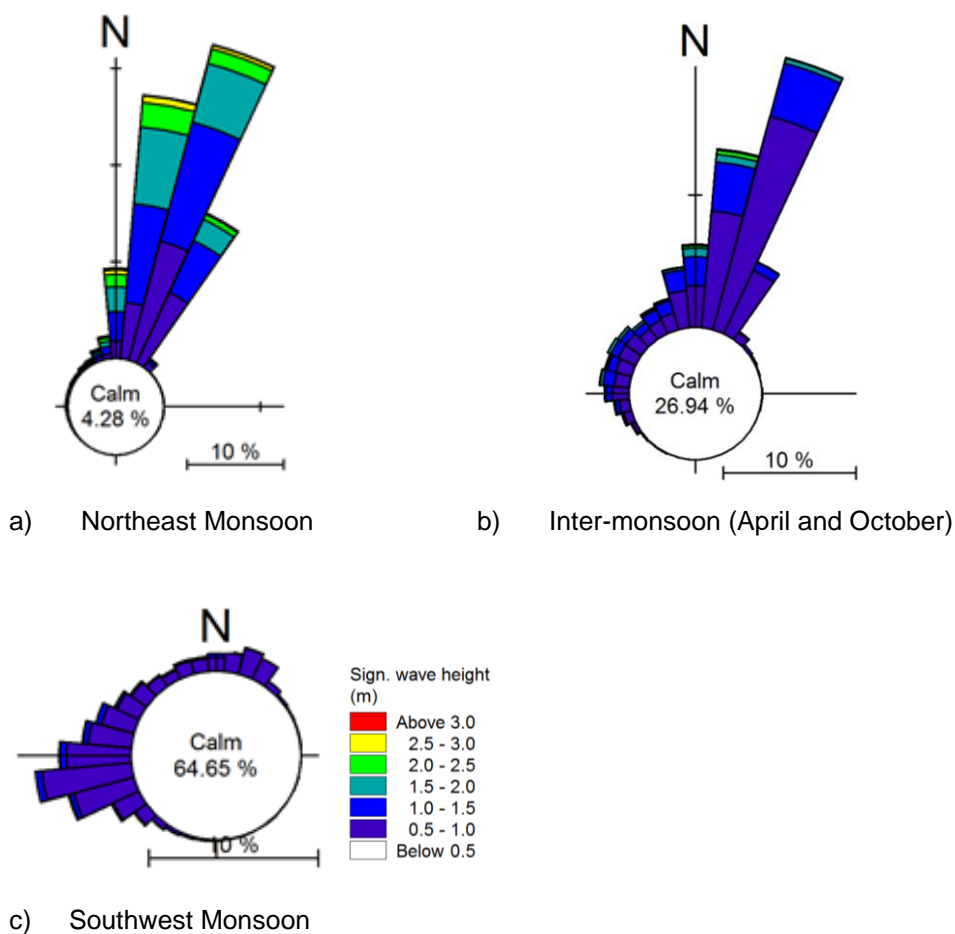 N
Calm
4.28 %
10 %
a) Northeast Monsoon
N
Calm
26.94 %
10 %
b) Inter-monsoon (April and October)
N
Calm
64.65 %
10 %
Sign. wave height
(m)
Above 3.0
2.5 - 3.0
2.0 - 2.5
1.5 - 2.0
1.0 - 1.5
0.5 - 1.0
Below 0.5
c) Southwest Monsoon